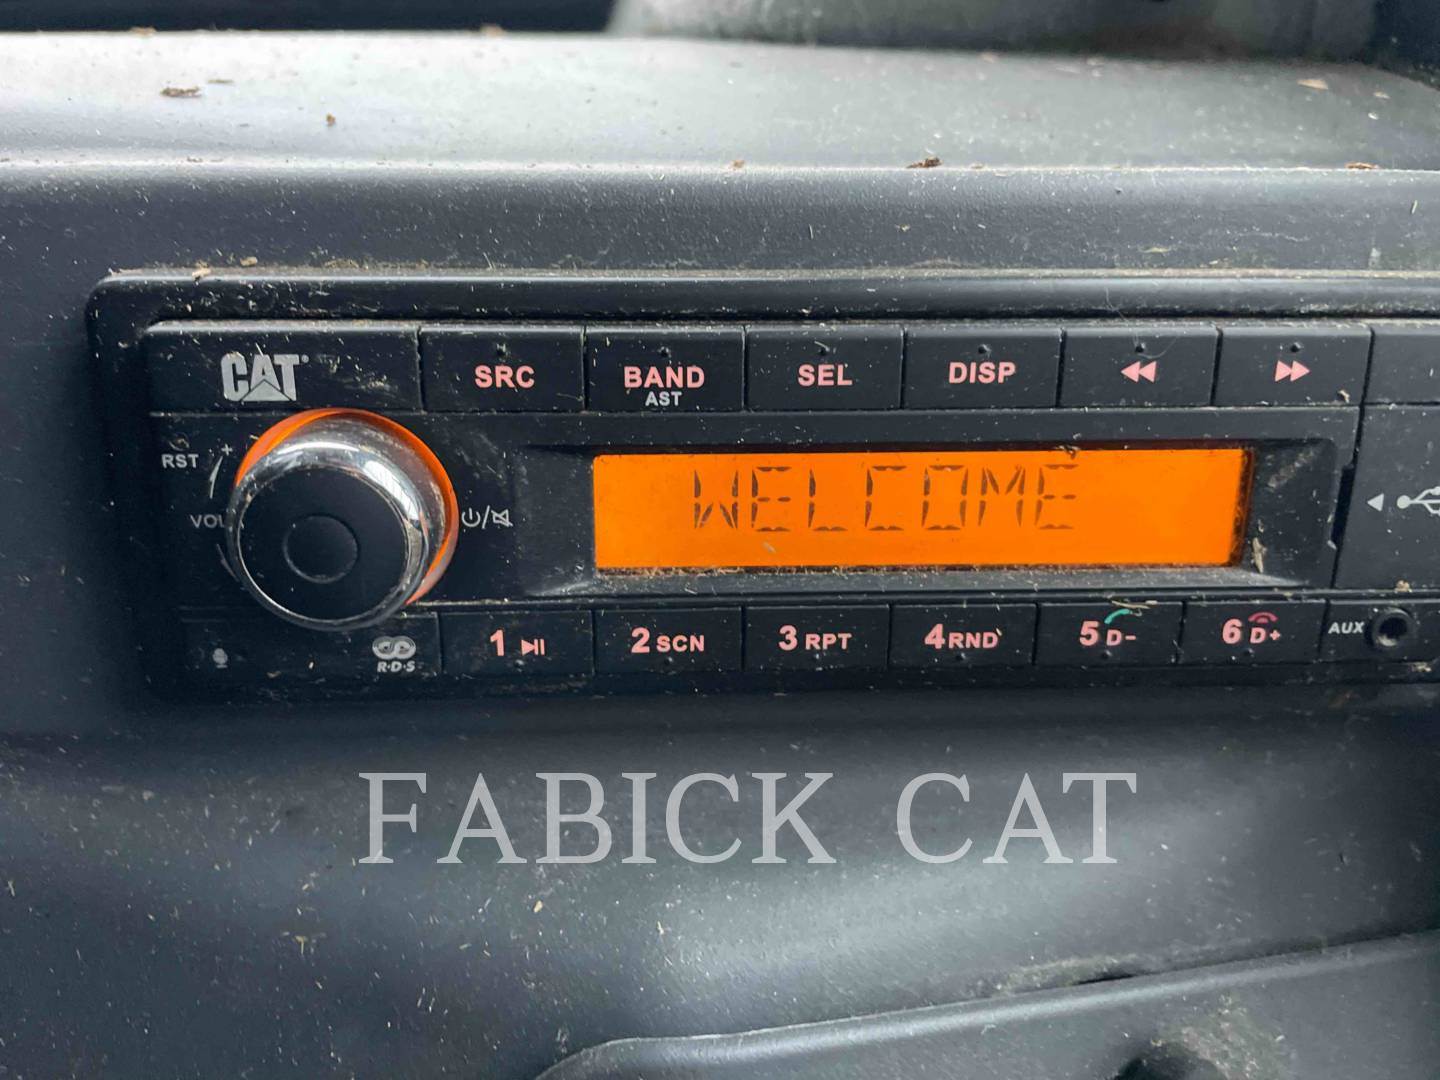 CAT
SRC BAND SEL DISP
AST
RST
+
VOL
WELCOME
R·D·S
1 2 SCN 3 RPT 4 RND 5 D- 6 D+ AUX
FABICK CAT